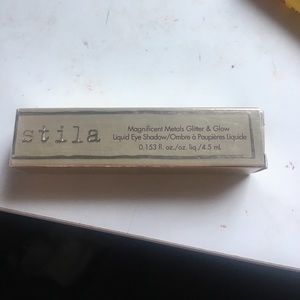 stila
Magnificent Metals Glitter & Glow
Liquid Eye Shadow/Ombre à Paupières Liquide
0.153 fl. oz./oz. liq./4.5 mL